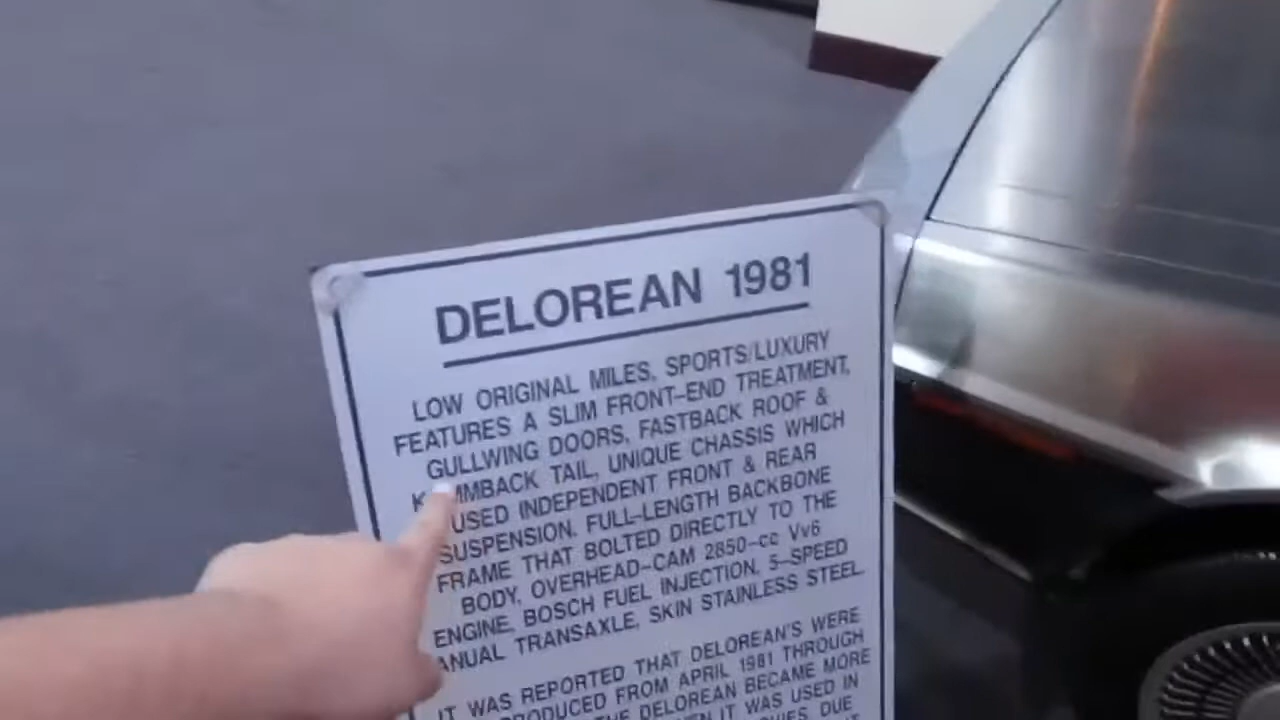 DELOREAN 1981
LOW ORIGINAL MILES, SPORTS/LUXURY
FEATURES A SLIM FRONT-END TREATMENT,
GULLWING DOORS, FASTBACK ROOF &
TAIL, UNIQUE CHASSIS WHICH
USED INDEPENDENT FRONT & REAR
SUSPENSION, FULL-LENGTH BACKBONE
FRAME THAT BOLTED DIRECTLY TO THE
BODY, OVERHEAD-CAM 2850-cc Vv6
ENGINE, BOSCH FUEL INJECTION, 5-SPEED
ANUAL TRANSAXLE, SKIN STAINLESS STEEL.
IT WAS REPORTED THAT DELOREAN'S WERE
RODUCED FROM APRIL 1981 THROUGH
THE DELOREAN BECAME MORE
IT WAS USED IN
DUE